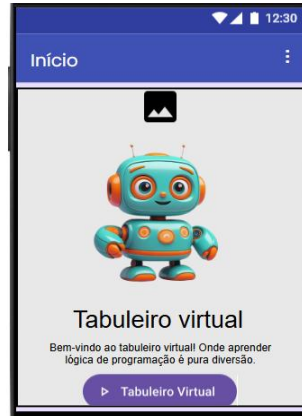 12:30
Início
Tabuleiro virtual
Bem-vindo ao tabuleiro virtual! Onde aprender
lógica de programação é pura diversão.
Tabuleiro Virtual